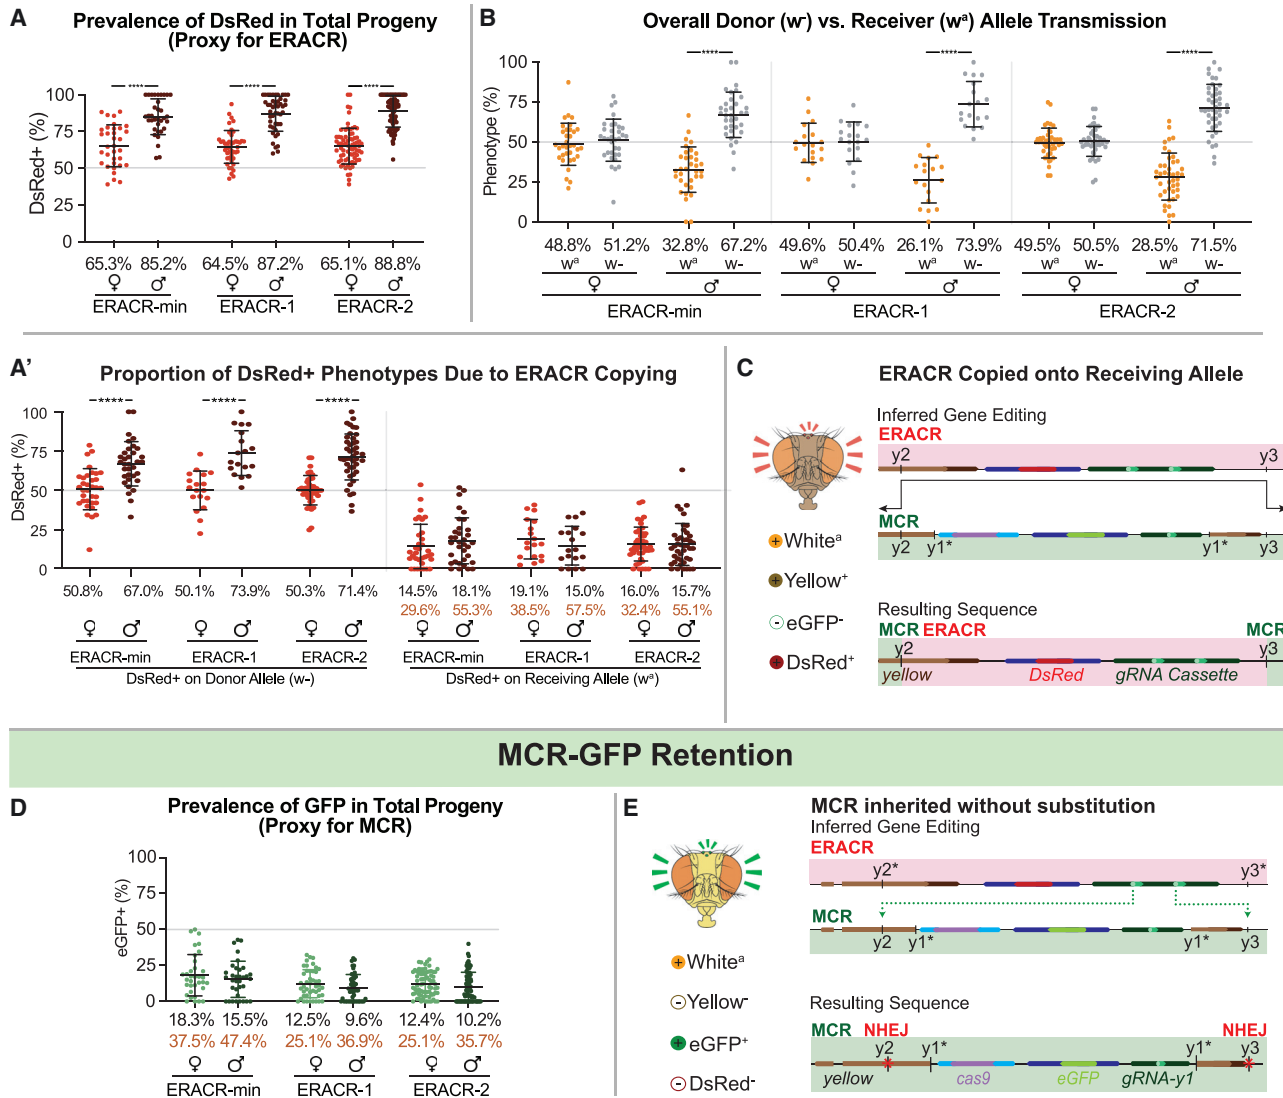 A
Prevalence of DsRed in Total Progeny
(Proxy for ERACR)
DsRed+ (%)
100
75
50
25
0
****
****
****
65.3% 85.2% 64.5% 87.2% 65.1% 88.8%
♀ ♂ ♀ ♂ ♀ ♂
ERACR-min ERACR-1 ERACR-2
B
Overall Donor (w-) vs. Receiver (wᵃ) Allele Transmission
Phenotype (%)
100
75
50
25
0
****
****
****
48.8% 51.2% 32.8% 67.2% 49.6% 50.4% 26.1% 73.9% 49.5% 50.5% 28.5% 71.5%
wᵃ w- wᵃ w- wᵃ w- wᵃ w- wᵃ w- wᵃ w-
♀ ♂ ♀ ♂ ♀ ♂
ERACR-min ERACR-1 ERACR-2
A'
Proportion of DsRed+ Phenotypes Due to ERACR Copying
DsRed+ (%)
100
75
50
25
0
****
****
****
50.8% 67.0% 50.1% 73.9% 50.3% 71.4% 14.5% 18.1% 19.1% 15.0% 16.0% 15.7%
29.6% 55.3% 38.5% 57.5% 32.4% 55.1%
♀ ♂ ♀ ♂ ♀ ♂ ♀ ♂ ♀ ♂ ♀ ♂
ERACR-min ERACR-1 ERACR-2 ERACR-min ERACR-1 ERACR-2
DsRed+ on Donor Allele (w-) DsRed+ on Receiving Allele (wᵃ)
C
ERACR Copied onto Receiving Allele
Inferred Gene Editing
ERACR
y2 y3
MCR
y2 y1* y1* y3
+ Whiteᵃ
+ Yellow⁺
- eGFP⁻
+ DsRed⁺
Resulting Sequence
MCR ERACR MCR
y2 y3
yellow DsRed gRNA Cassette
MCR-GFP Retention
D
Prevalence of GFP in Total Progeny
(Proxy for MCR)
eGFP+ (%)
100
50
25
0
18.3% 15.5% 12.5% 9.6% 12.4% 10.2%
37.5% 47.4% 25.1% 36.9% 25.1% 35.7%
♀ ♂ ♀ ♂ ♀ ♂
ERACR-min ERACR-1 ERACR-2
E
MCR inherited without substitution
Inferred Gene Editing
ERACR
y2* y3*
MCR
y2 y1* y1* y3
+ Whiteᵃ
- Yellow⁻
+ eGFP⁺
- DsRed⁻
Resulting Sequence
MCR NHEJ NHEJ
y2 y1* y1* y3
yellow cas9 eGFP gRNA-y1